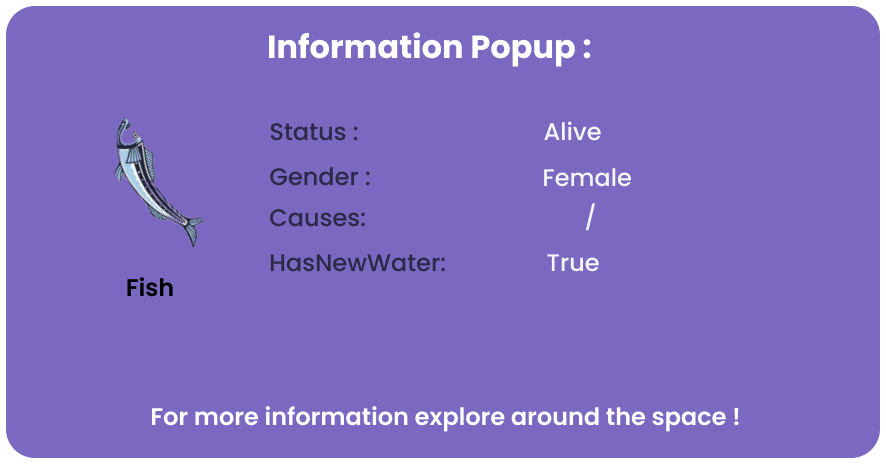 Information Popup :
Status : Alive
Gender : Female
Causes: /
HasNewWater: True
Fish
For more information explore around the space !